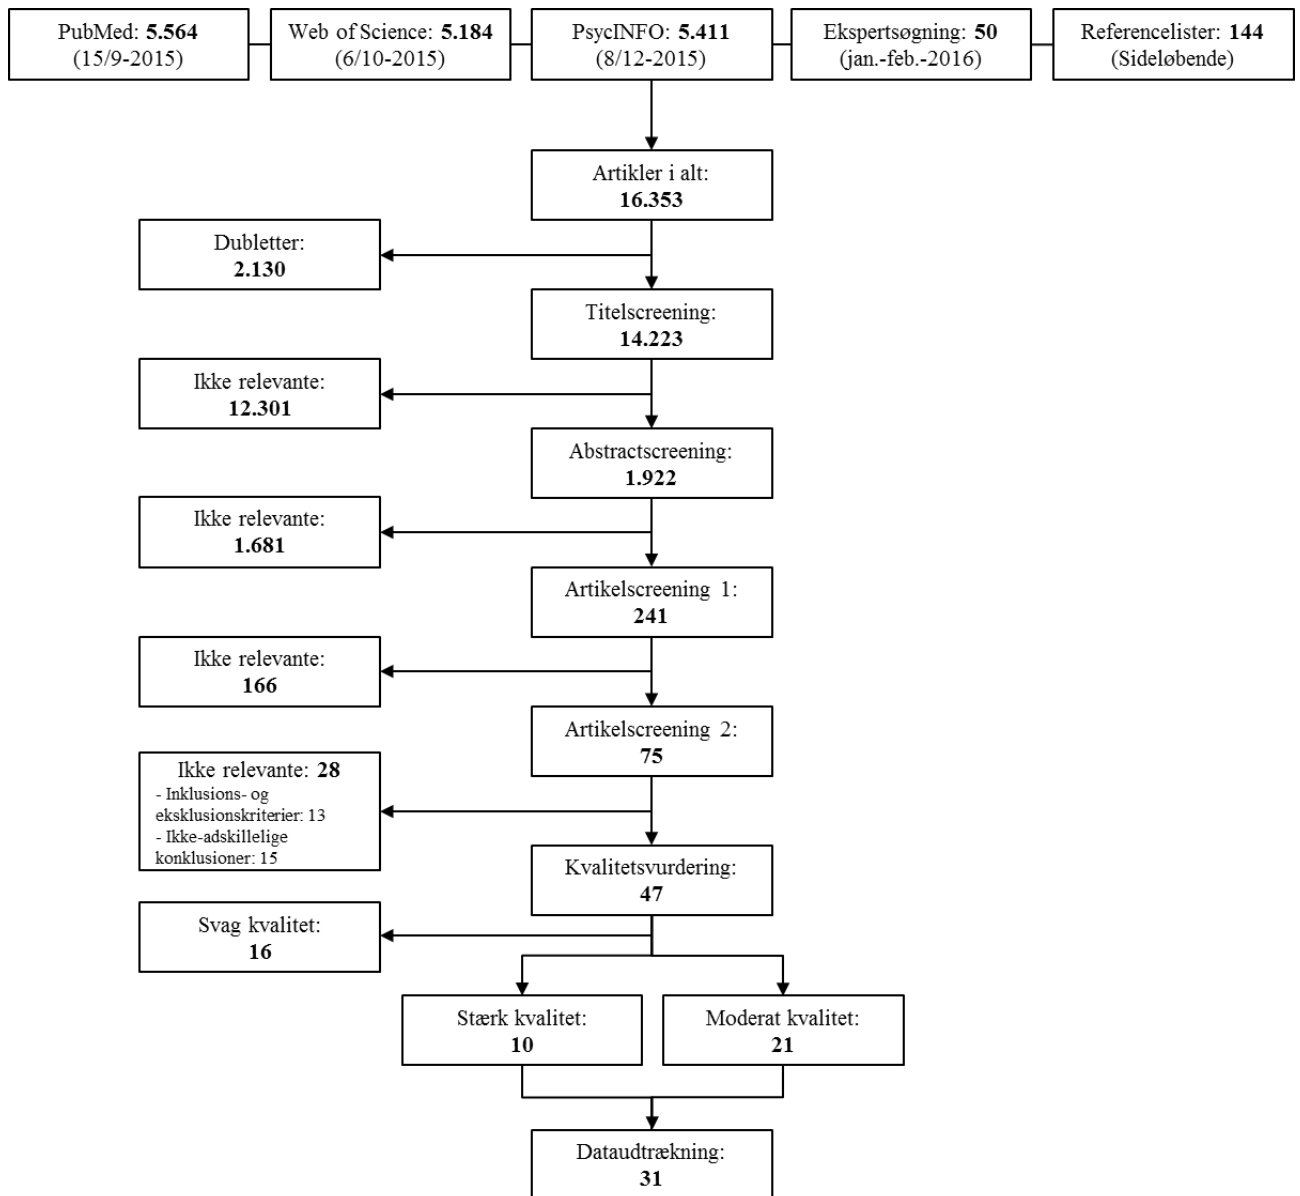 PubMed: 5.564
(15/9-2015)
Web of Science: 5.184
(6/10-2015)
PsycINFO: 5.411
(8/12-2015)
Ekspertsøgning: 50
(jan.-feb.-2016)
Referencelister: 144
(Sideløbende)
Artikler i alt:
16.353
Dubletter:
2.130
Titelscreening:
14.223
Ikke relevante:
12.301
Abstractscreening:
1.922
Ikke relevante:
1.681
Artikelscreening 1:
241
Ikke relevante:
166
Artikelscreening 2:
75
Ikke relevante: 28
- Inklusions- og
eksklusionskriterier: 13
- Ikke-adskillelige
konklusioner: 15
Kvalitetsvurdering:
47
Svag kvalitet:
16
Stærk kvalitet:
10
Moderat kvalitet:
21
Dataudtrækning:
31